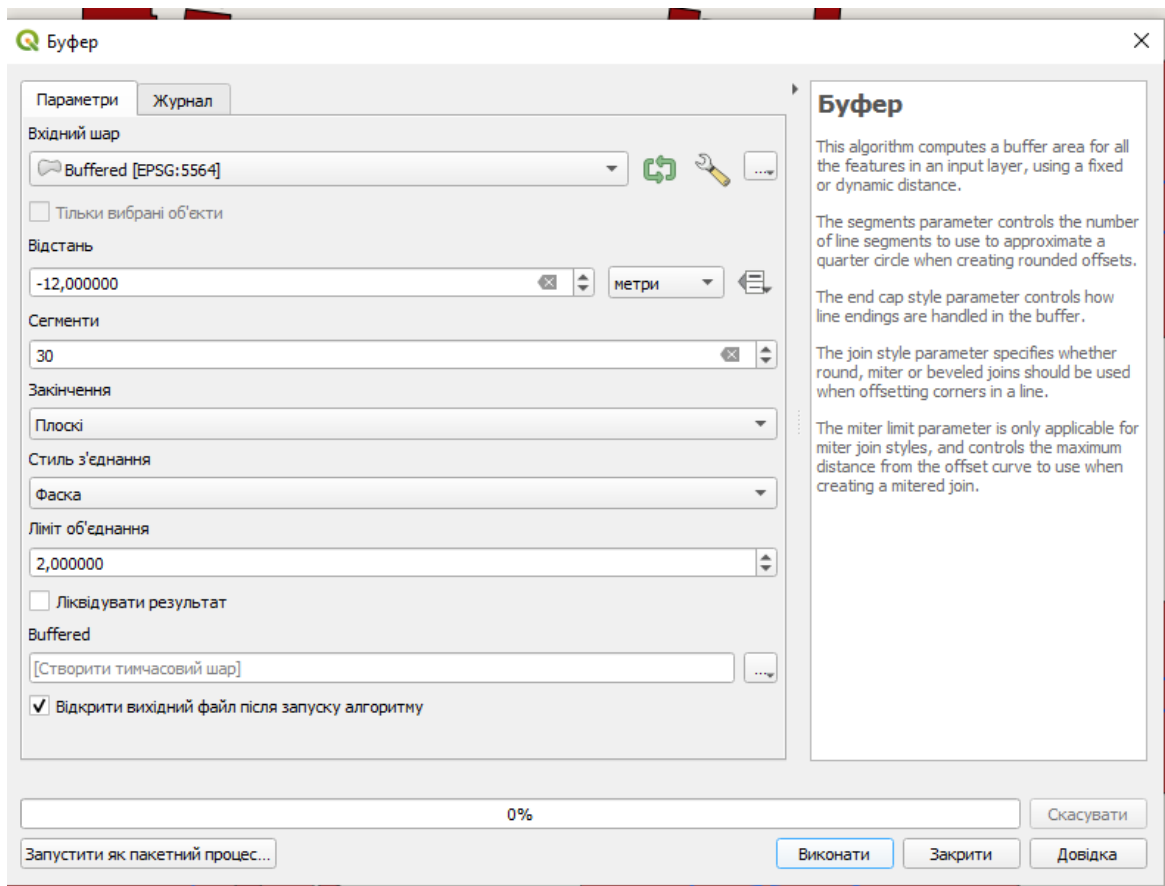 Буфер
Параметри
Журнал
Вхідний шар
Buffered [EPSG:5564]
...
Тільки вибрані об'єкти
Відстань
-12,000000
метри
Сегменти
30
Закінчення
Плоскі
Стиль з'єднання
Фаска
Ліміт об'єднання
2,000000
Ліквідувати результат
Buffered
[Створити тимчасовий шар]
...
Відкрити вихідний файл після запуску алгоритму
Буфер
This algorithm computes a buffer area for all
the features in an input layer, using a fixed
or dynamic distance.
The segments parameter controls the number
of line segments to use to approximate a
quarter circle when creating rounded offsets.
The end cap style parameter controls how
line endings are handled in the buffer.
The join style parameter specifies whether
round, miter or beveled joins should be used
when offsetting corners in a line.
The miter limit parameter is only applicable for
miter join styles, and controls the maximum
distance from the offset curve to use when
creating a mitered join.
0%
Скасувати
Запустити як пакетний процес...
Виконати
Закрити
Довідка